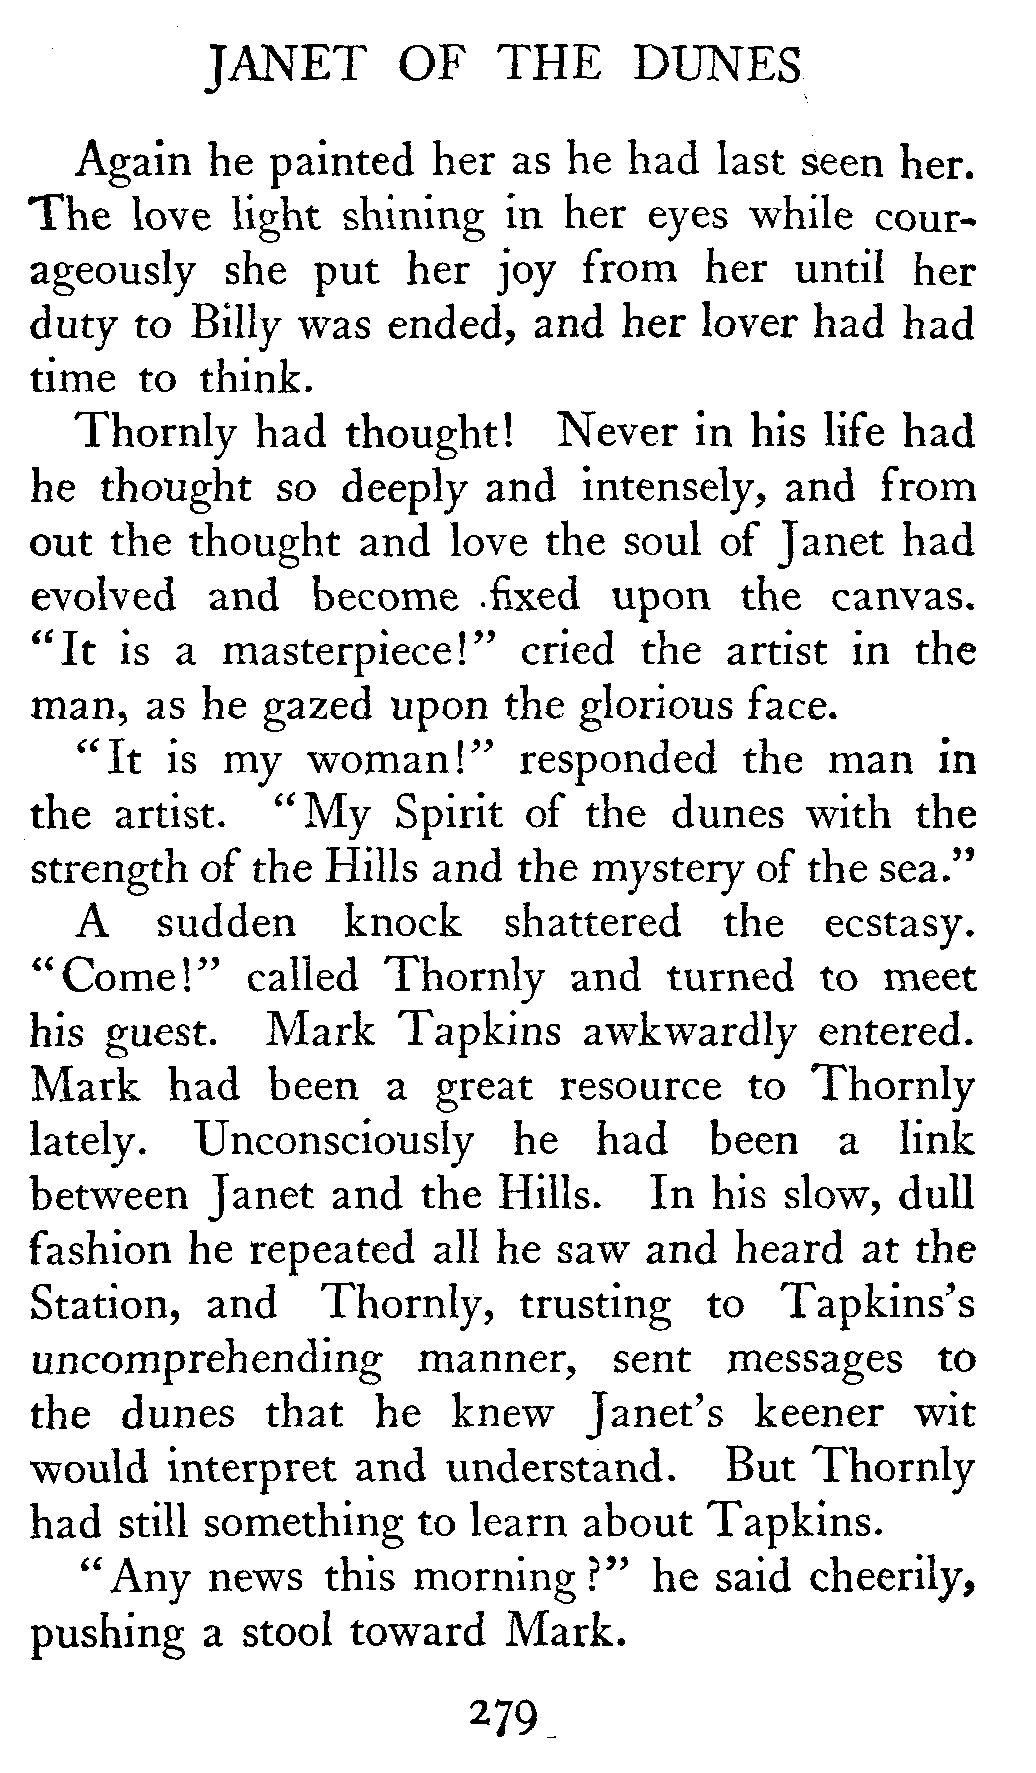 JANET OF THE DUNES
Again he painted her as he had last seen her.
The love light shining in her eyes while cour-
ageously she put her joy from her until her
duty to Billy was ended, and her lover had had
time to think.
Thornly had thought! Never in his life had
he thought so deeply and intensely, and from
out the thought and love the soul of Janet had
evolved and become fixed upon the canvas.
"It is a masterpiece!" cried the artist in the
man, as he gazed upon the glorious face.
"It is my woman!" responded the man in
the artist. "My Spirit of the dunes with the
strength of the Hills and the mystery of the sea."
A sudden knock shattered the ecstasy.
"Come!" called Thornly and turned to meet
his guest. Mark Tapkins awkwardly entered.
Mark had been a great resource to Thornly
lately. Unconsciously he had been a link
between Janet and the Hills. In his slow, dull
fashion he repeated all he saw and heard at the
Station, and Thornly, trusting to Tapkins's
uncomprehending manner, sent messages to
the dunes that he knew Janet's keener wit
would interpret and understand. But Thornly
had still something to learn about Tapkins.
"Any news this morning?" he said cheerily,
pushing a stool toward Mark.
279